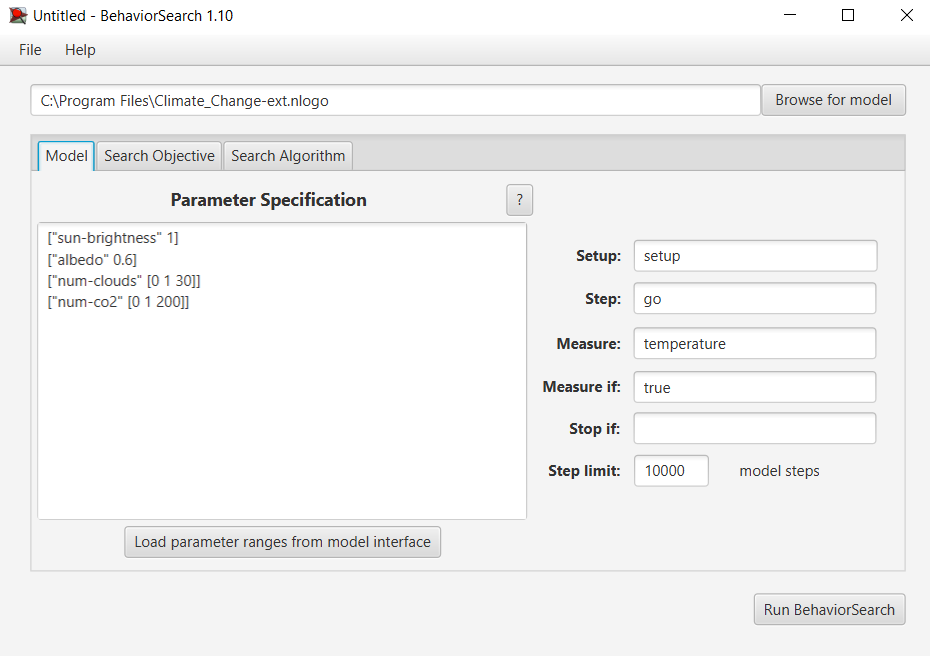 Untitled - BehaviorSearch 1.10
File Help
C:\Program Files\Climate_Change-ext.nlogo Browse for model
Model Search Objective Search Algorithm
Parameter Specification ?
["sun-brightness" 1]
["albedo" 0.6]
["num-clouds" [0 1 30]]
["num-co2" [0 1 200]]
Load parameter ranges from model interface
Setup: setup
Step: go
Measure: temperature
Measure if: true
Stop if:
Step limit: 10000 model steps
Run BehaviorSearch